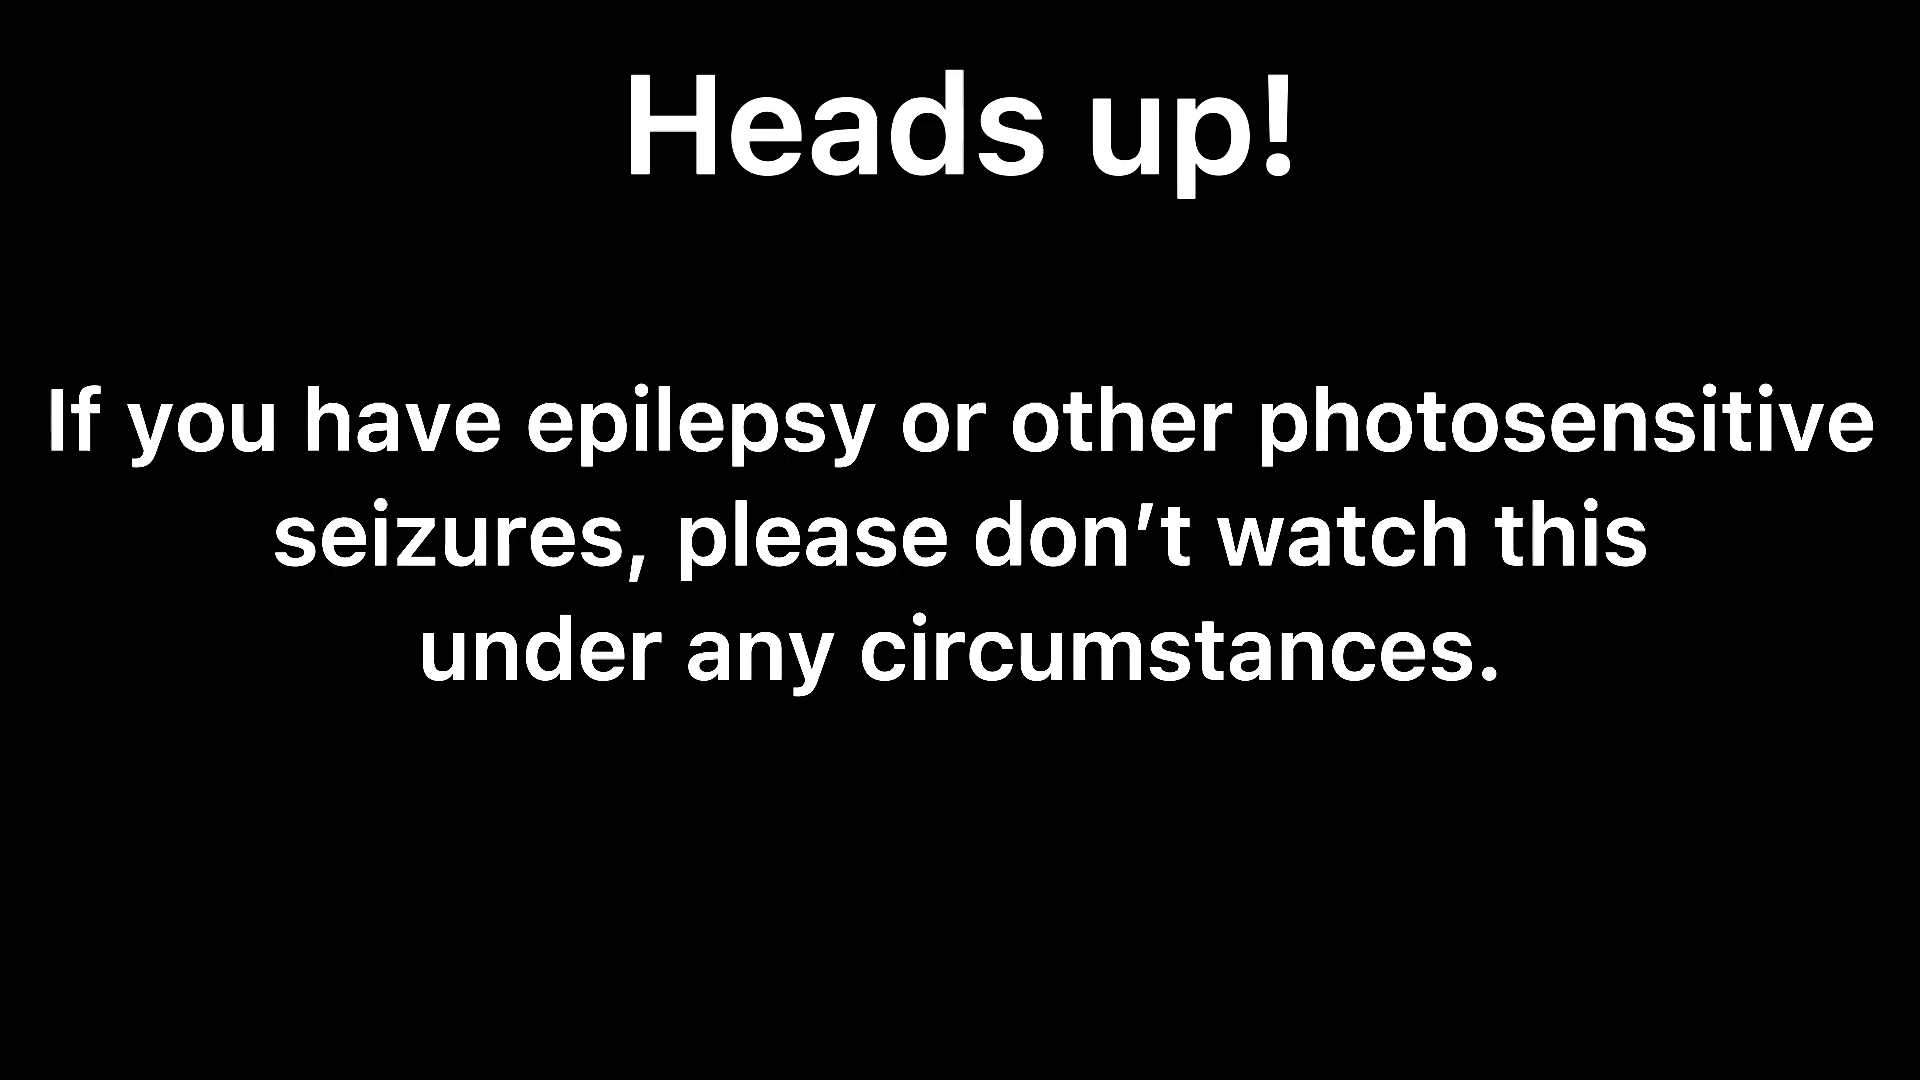 Heads up!
If you have epilepsy or other photosensitive
seizures, please don’t watch this
under any circumstances.